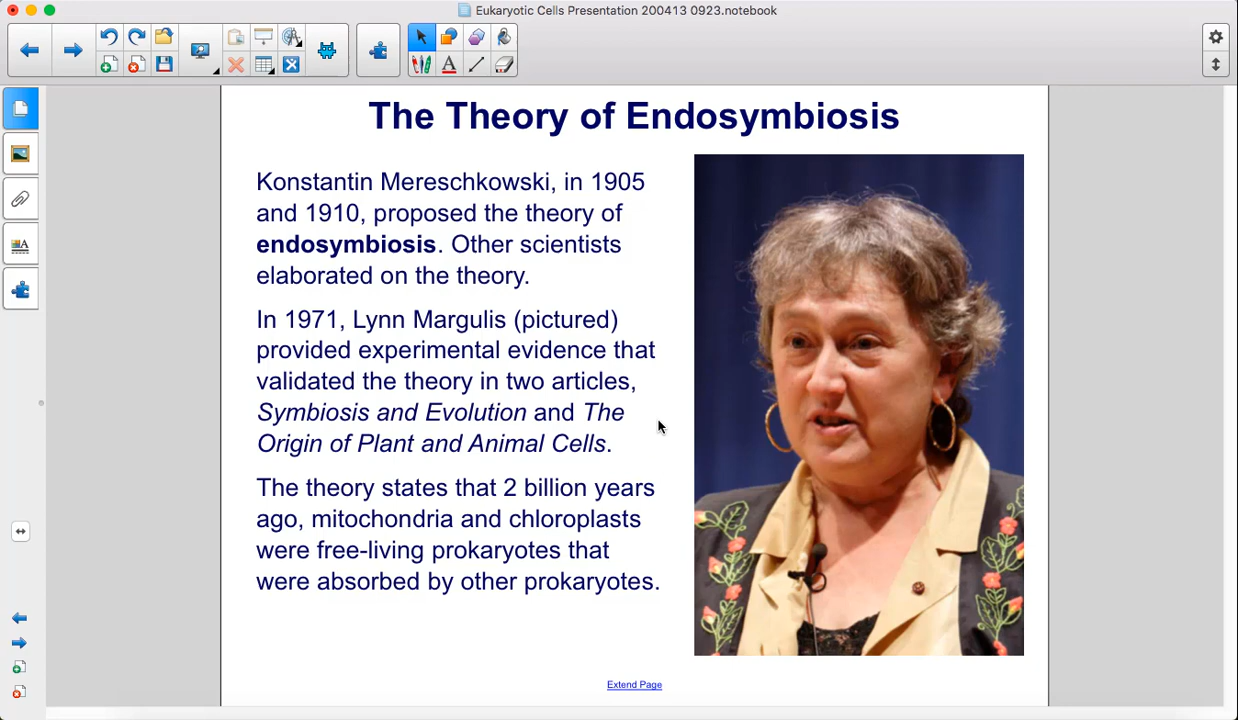 Eukaryotic Cells Presentation 200413 0923.notebook
The Theory of Endosymbiosis
Konstantin Mereschkowski, in 1905
and 1910, proposed the theory of
endosymbiosis. Other scientists
elaborated on the theory.
In 1971, Lynn Margulis (pictured)
provided experimental evidence that
validated the theory in two articles,
Symbiosis and Evolution and The
Origin of Plant and Animal Cells.
The theory states that 2 billion years
ago, mitochondria and chloroplasts
were free-living prokaryotes that
were absorbed by other prokaryotes.
Extend Page